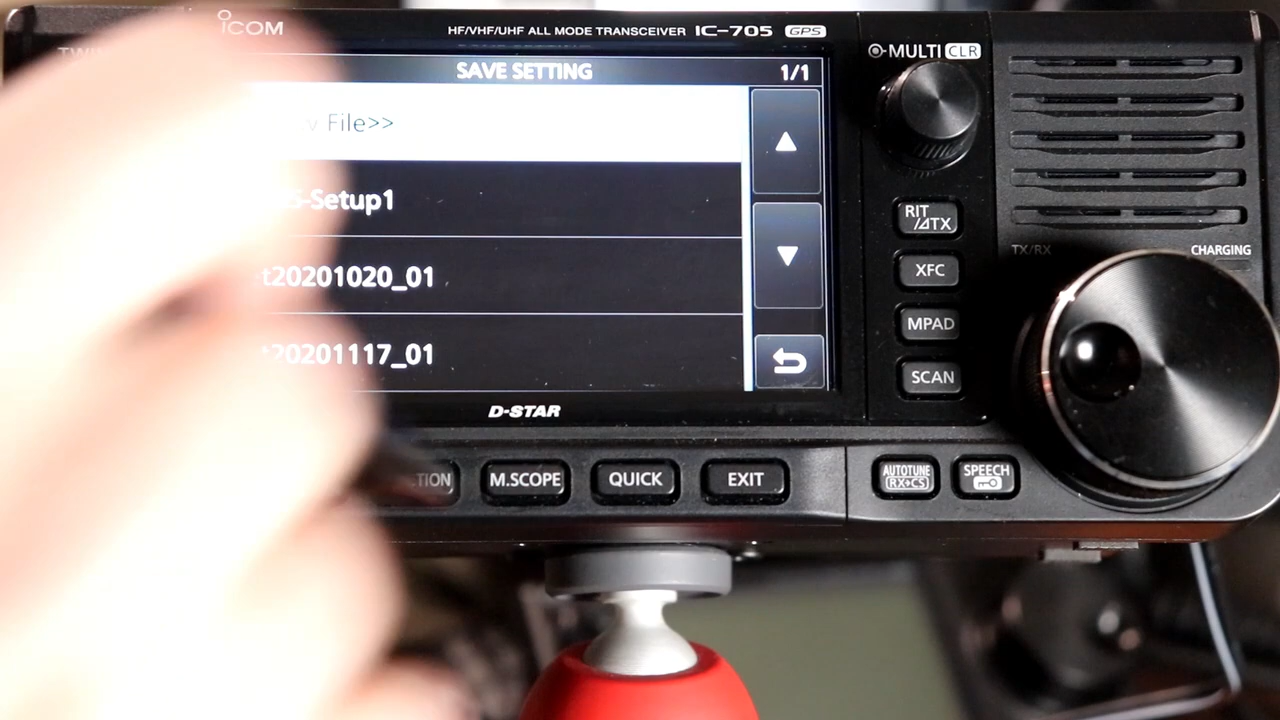 ICOM
HF/VHF/UHF ALL MODE TRANSCEIVER IC-705 GPS
SAVE SETTING 1/1
File>>
-Setup1
t20201020_01
t20201117_01
D-STAR
M.SCOPE QUICK EXIT
MULTI CLR
RIT
/⊿TX
XFC
MPAD
SCAN
TX/RX
CHARGING
AUTOTUNE
RX→CS
SPEECH